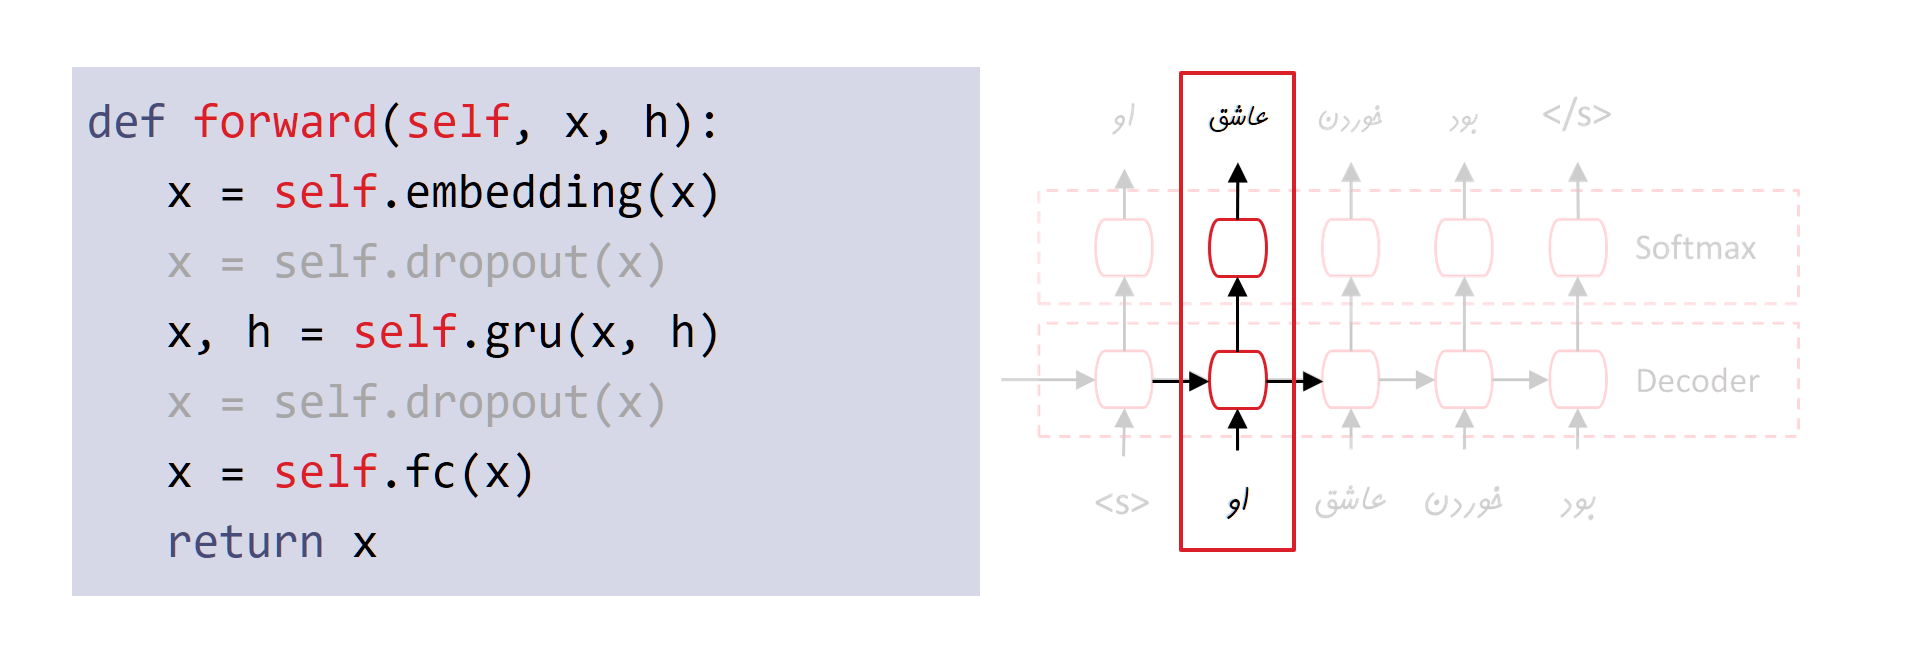 def forward(self, x, h):
x = self.embedding(x)
x = self.dropout(x)
x, h = self.gru(x, h)
x = self.dropout(x)
x = self.fc(x)
return x
او عاشق خوردن بود </s>
Softmax
Decoder
<s> او عاشق خوردن بود